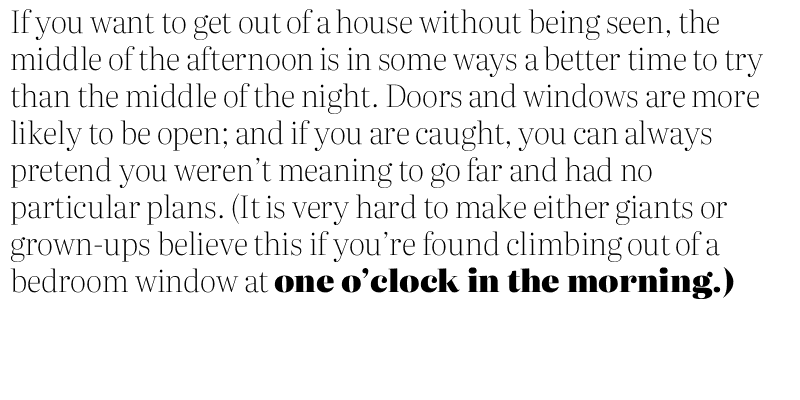 If you want to get out of a house without being seen, the
middle of the afternoon is in some ways a better time to try
than the middle of the night. Doors and windows are more
likely to be open; and if you are caught, you can always
pretend you weren’t meaning to go far and had no
particular plans. (It is very hard to make either giants or
grown-ups believe this if you’re found climbing out of a
bedroom window at one o’clock in the morning.)